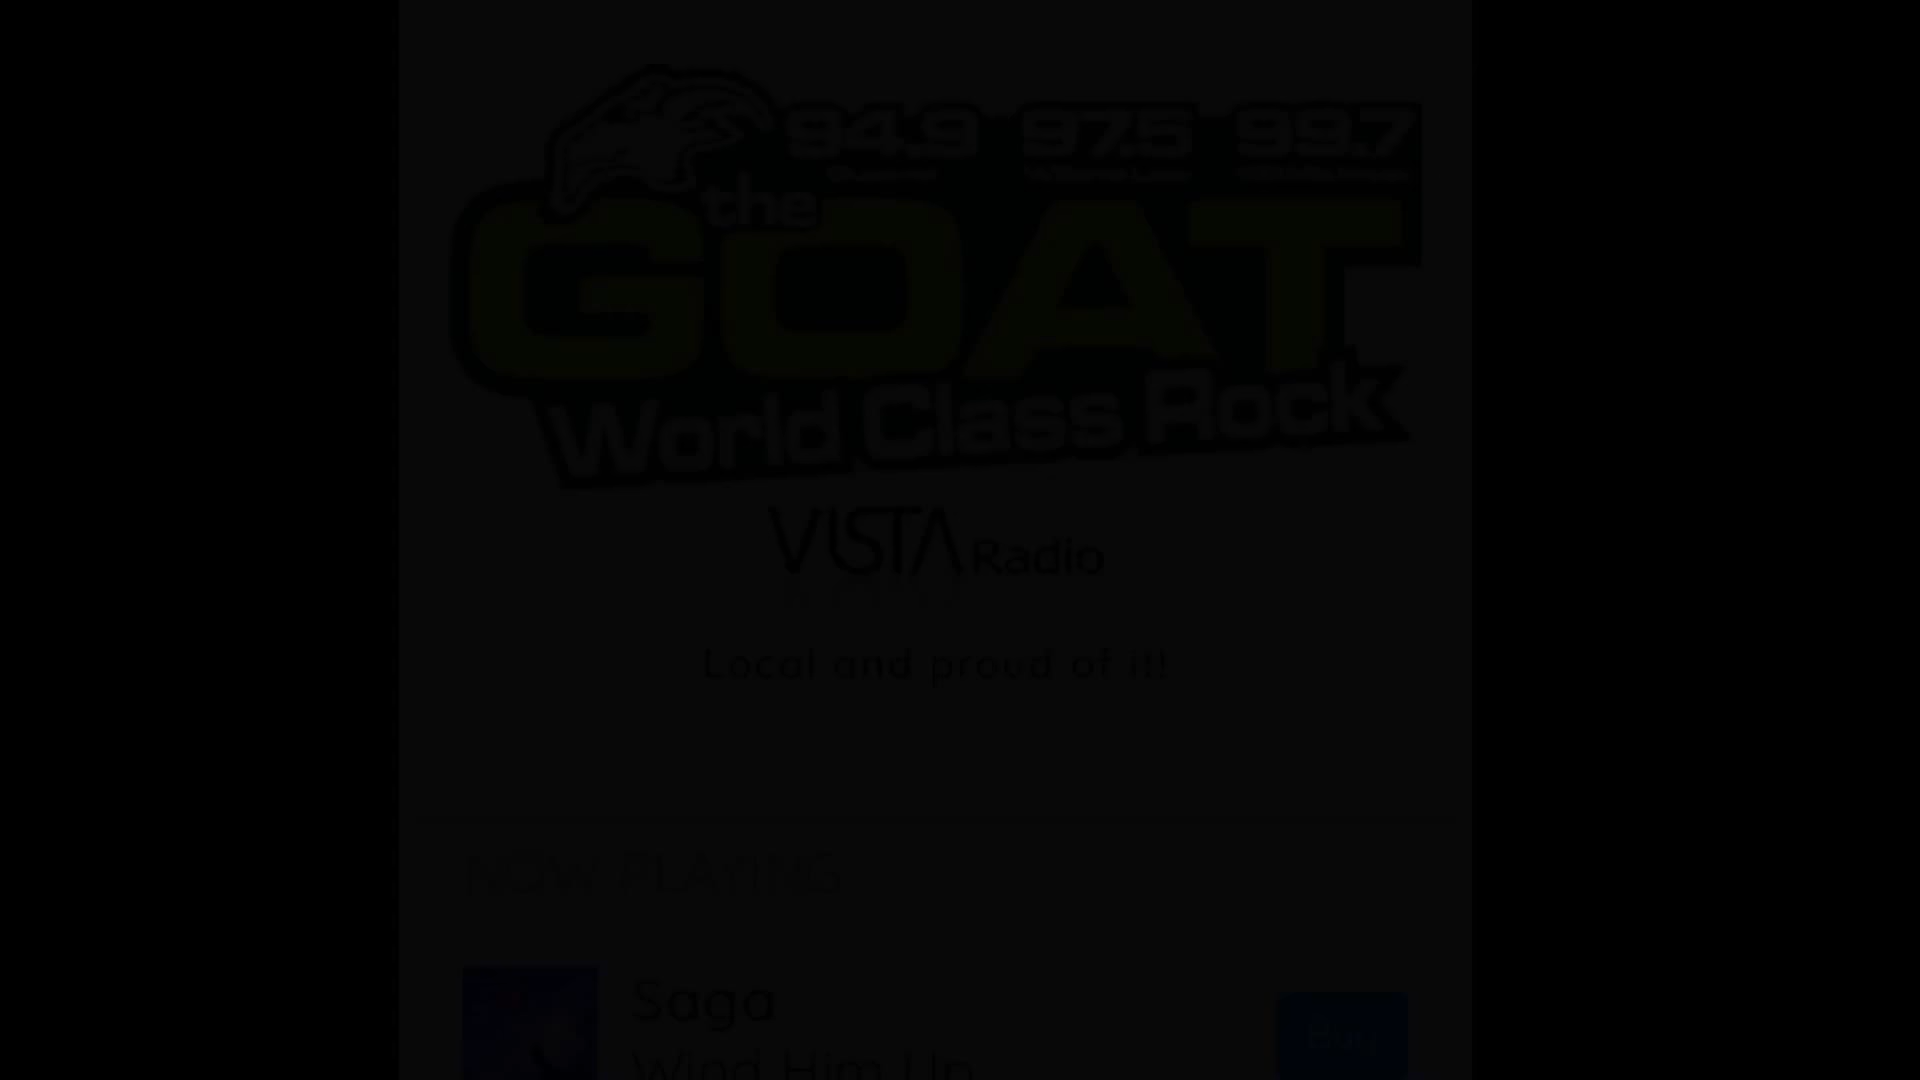 94.9 97.5 99.7
the
GOAT
World Class Rock
VISTA Radio
Local and proud of it!!
NOW PLAYING
Saga
Buy
Wind Him Up